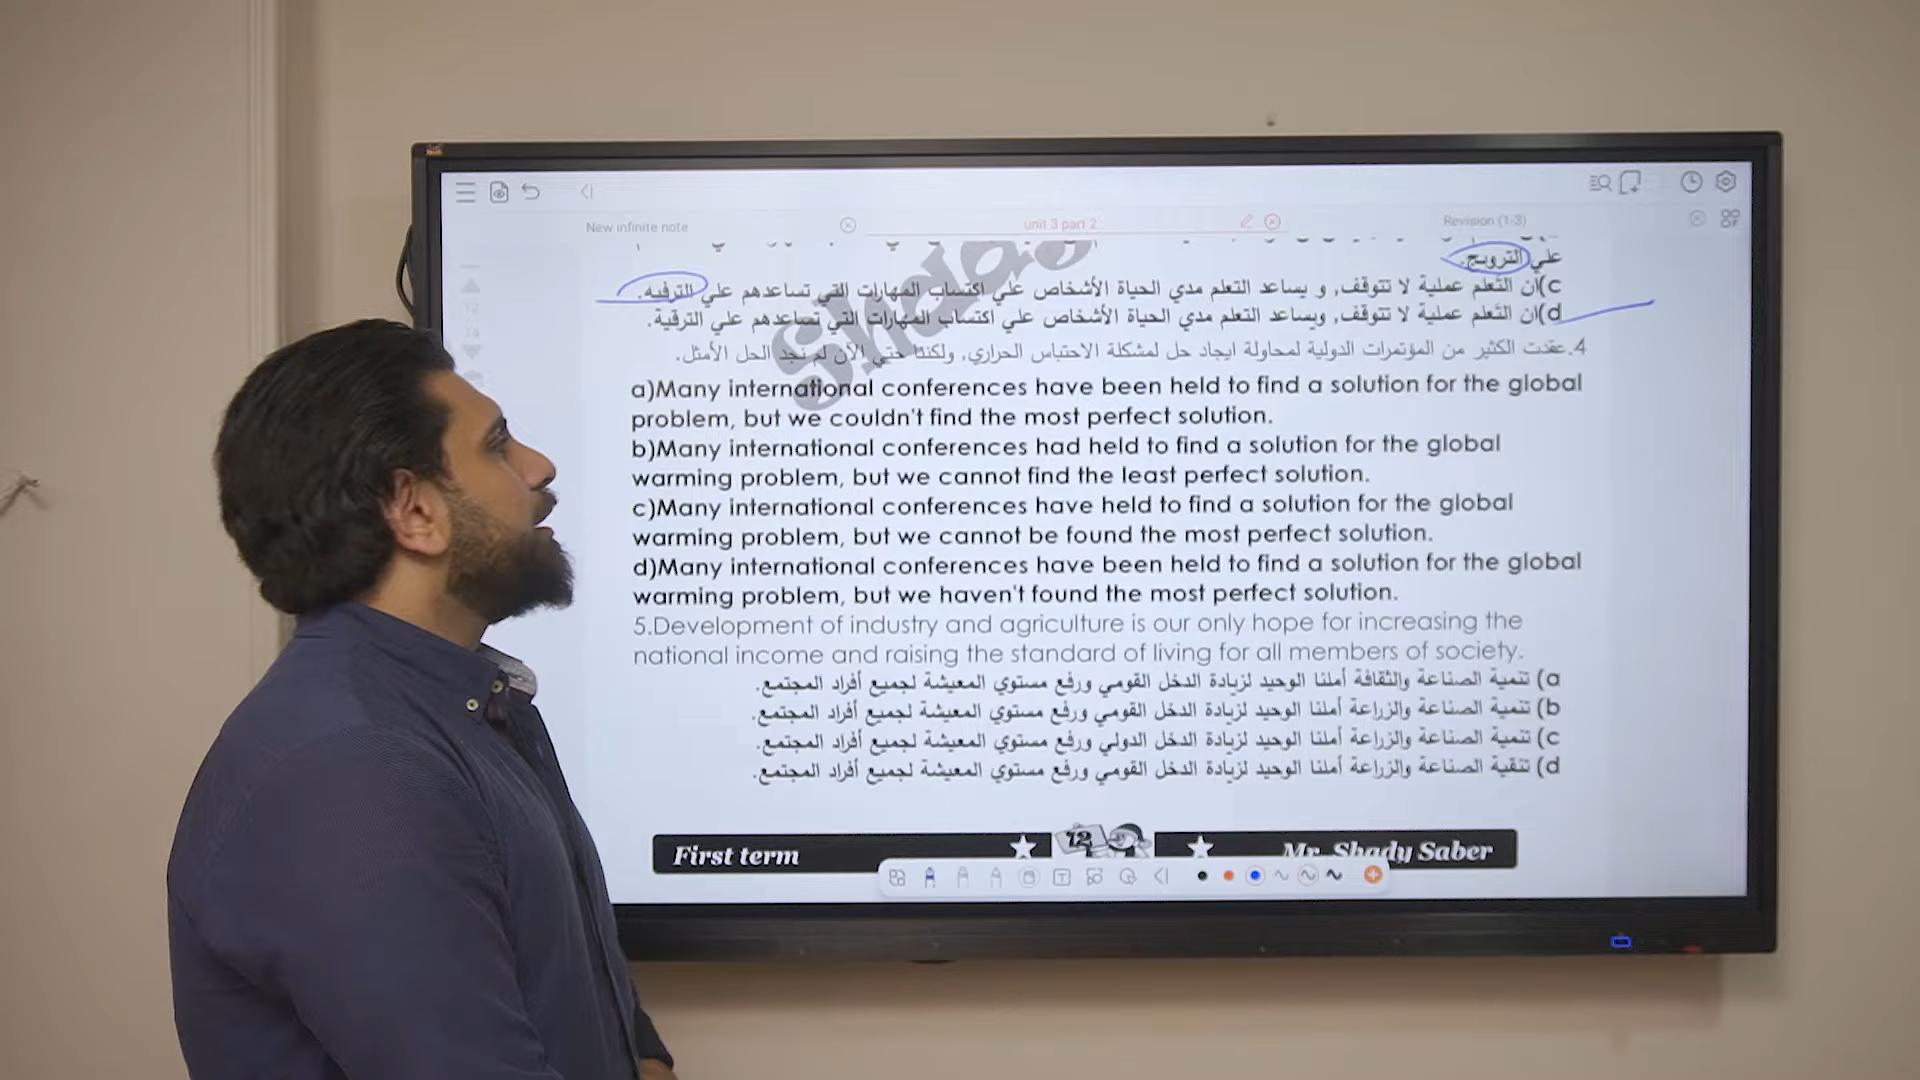 New infinite note
unit 3 part 2
Revision (1-3)
Shady
علي الترويج.
c)ان التعلم عملية لا تتوقف, و يساعد التعلم مدي الحياة الأشخاص علي اكتساب المهارات التي تساعدهم علي الترفيه.
d)ان التعلم عملية لا تتوقف, ويساعد التعلم مدي الحياة الأشخاص علي اكتساب المهارات التي تساعدهم علي الترقية.
4.عقدت الكثير من المؤتمرات الدولية لمحاولة ايجاد حل لمشكلة الاحتباس الحراري, ولكننا حتي الآن لم نجد الحل الأمثل.
a)Many international conferences have been held to find a solution for the global
problem, but we couldn't find the most perfect solution.
b)Many international conferences had held to find a solution for the global
warming problem, but we cannot find the least perfect solution.
c)Many international conferences have held to find a solution for the global
warming problem, but we cannot be found the most perfect solution.
d)Many international conferences have been held to find a solution for the global
warming problem, but we haven't found the most perfect solution.
5.Development of industry and agriculture is our only hope for increasing the
national income and raising the standard of living for all members of society.
a) تنمية الصناعة والثقافة أملنا الوحيد لزيادة الدخل القومي ورفع مستوي المعيشة لجميع أفراد المجتمع.
b) تنمية الصناعة والزراعة أملنا الوحيد لزيادة الدخل القومي ورفع مستوي المعيشة لجميع أفراد المجتمع.
c) تنمية الصناعة والزراعة أملنا الوحيد لزيادة الدخل الدولي ورفع مستوي المعيشة لجميع أفراد المجتمع.
d) تنقية الصناعة والزراعة أملنا الوحيد لزيادة الدخل القومي ورفع مستوي المعيشة لجميع أفراد المجتمع.
First term
12
Mr. Shady Saber